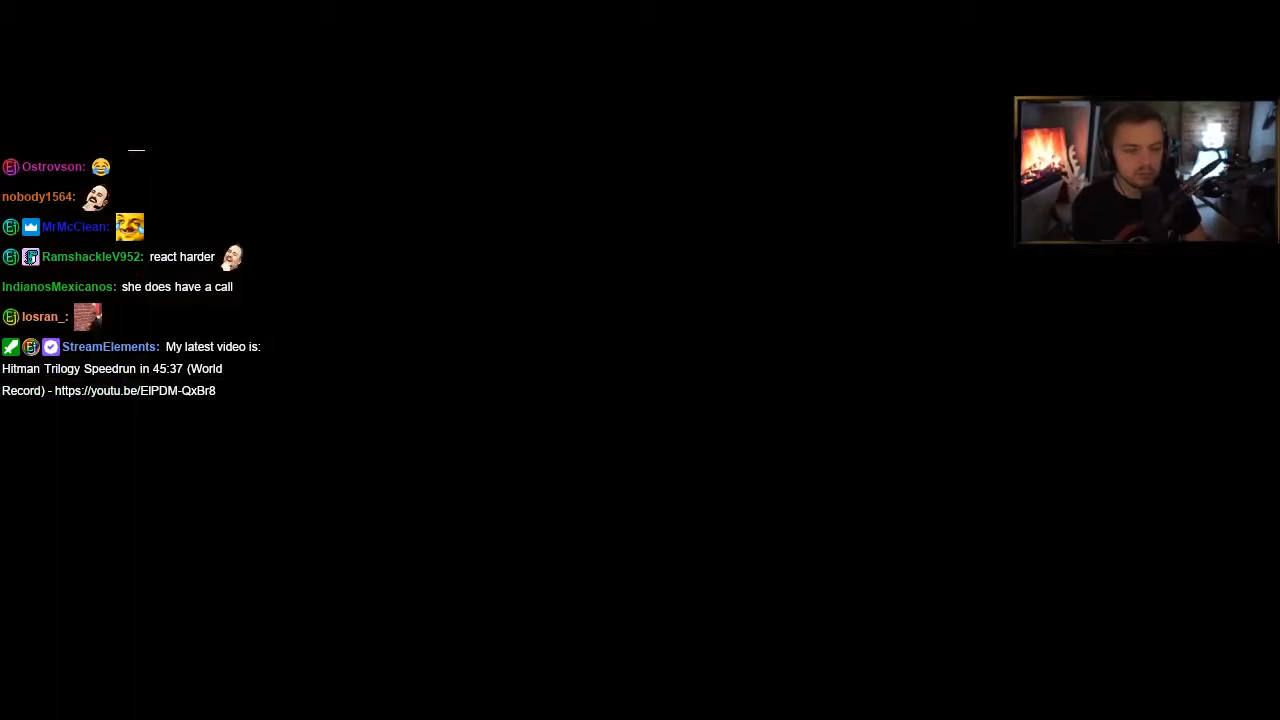 Ostrovson:
nobody1564:
MrMcClean:
RamshackleV952: react harder
IndianosMexicanos: she does have a call
losran_:
StreamElements: My latest video is:
Hitman Trilogy Speedrun in 45:37 (World
Record) - https://youtu.be/EIPDM-QxBr8